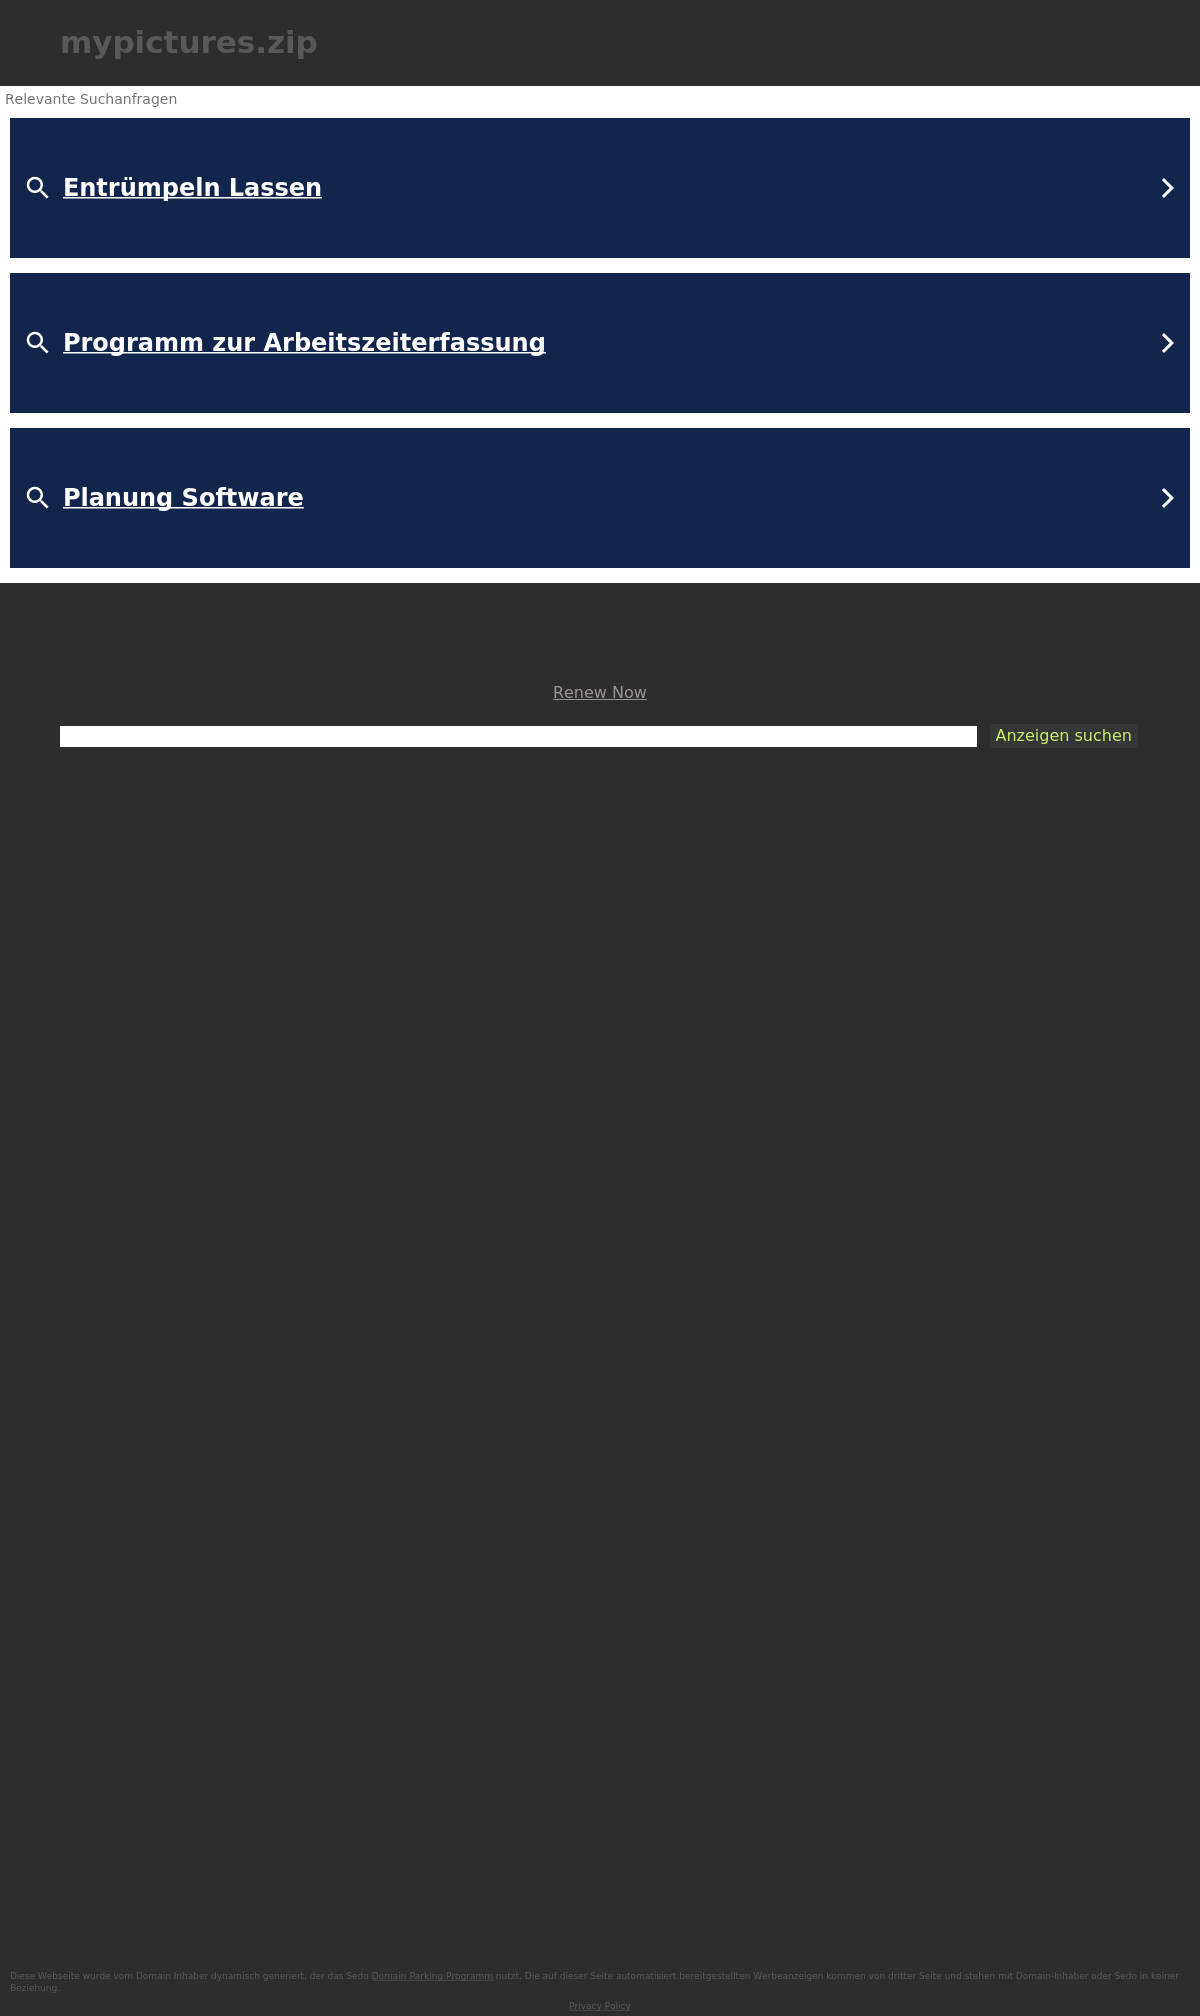 mypictures.zip
Relevante Suchanfragen
Entrümpeln Lassen
Programm zur Arbeitszeiterfassung
Planung Software
Renew Now
Anzeigen suchen
Diese Webseite wurde vom Domain Inhaber dynamisch generiert, der das Sedo Domain Parking Programm nutzt. Die auf dieser Seite automatisiert bereitgestellten Werbeanzeigen kommen von dritter Seite und stehen mit Domain-Inhaber oder Sedo in keiner
Beziehung.
Privacy Policy